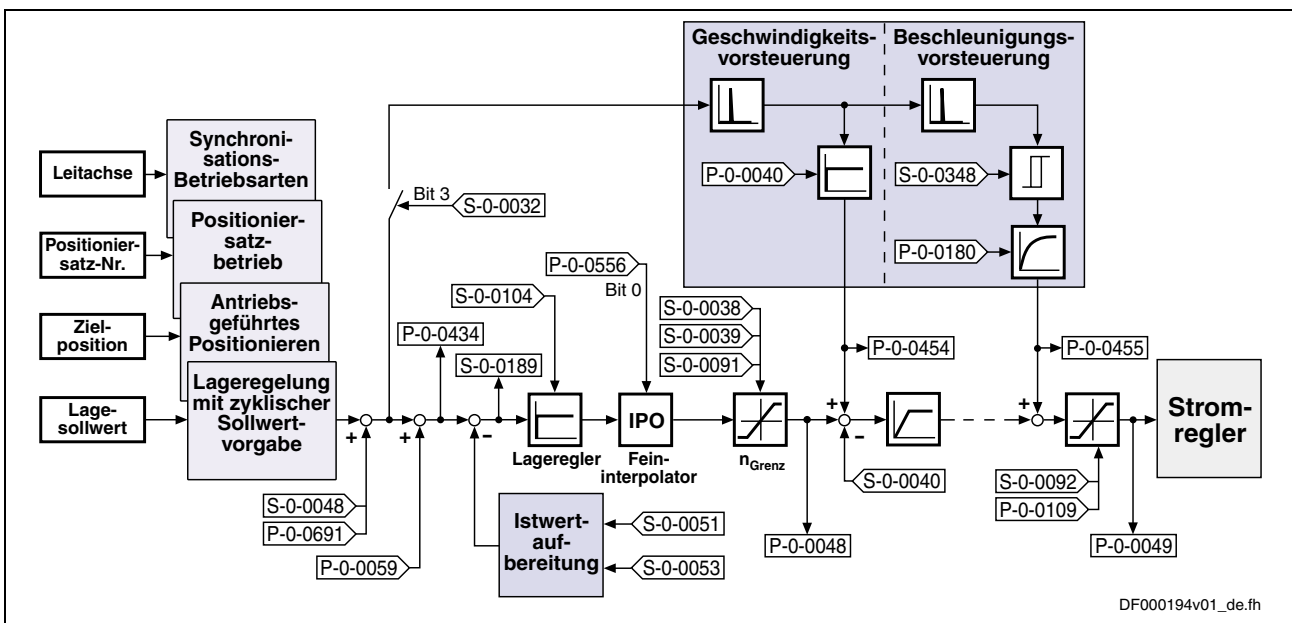 Geschwindigkeits-
vorsteuerung
Beschleunigungs-
vorsteuerung
Leitachse
Synchroni-
sations-
Betriebsarten
P-0-0040
S-0-0348
Bit 3
S-0-0032
Positionier-
satz-Nr.
Positionier-
satz-
betrieb
P-0-0180
P-0-0556
Bit 0
Ziel-
position
Antriebs-
Geführtes
Positionieren
S-0-0104
S-0-0038
S-0-0039
S-0-0091
P-0-0434
S-0-0189
P-0-0454
P-0-0455
Lage-
sollwert
Lageregelung
mit zyklischer
Sollwert-
vorgabe
+
+
–
Lageregler
IPO
Fein-
interpolator
nGrenz
+
–
+
Strom-
regler
S-0-0048
P-0-0691
P-0-0059
Istwert-
auf-
bereitung
S-0-0051
S-0-0053
S-0-0040
P-0-0048
S-0-0092
P-0-0109
P-0-0049
DF000194v01_de.fh